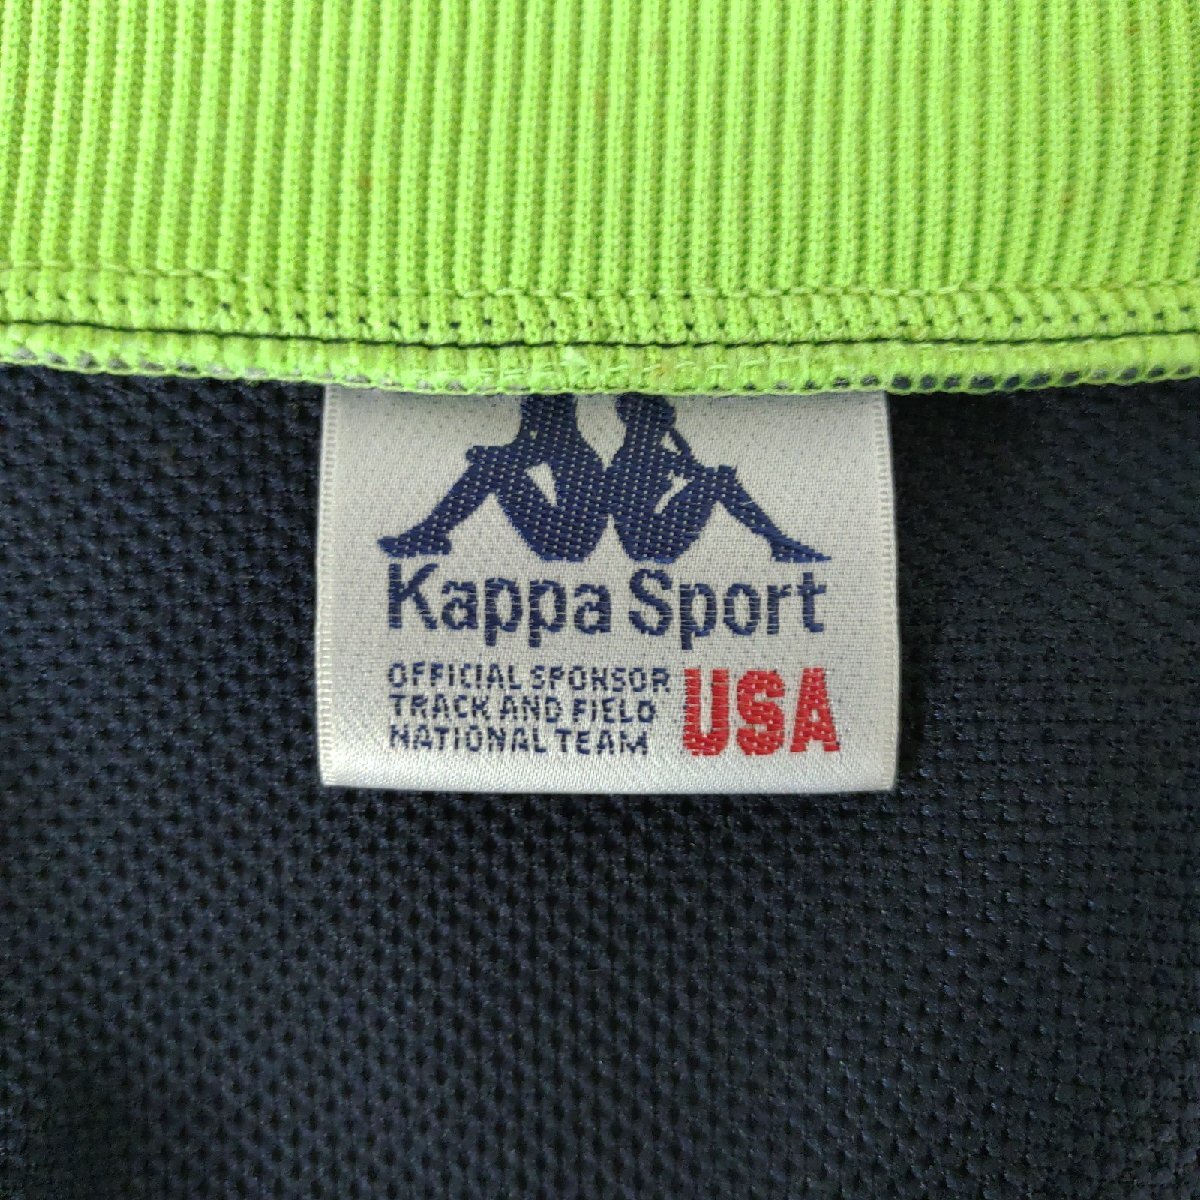 Kappa Sport
OFFICIAL SPONSOR
TRACK AND FIELD
NATIONAL TEAM
USA